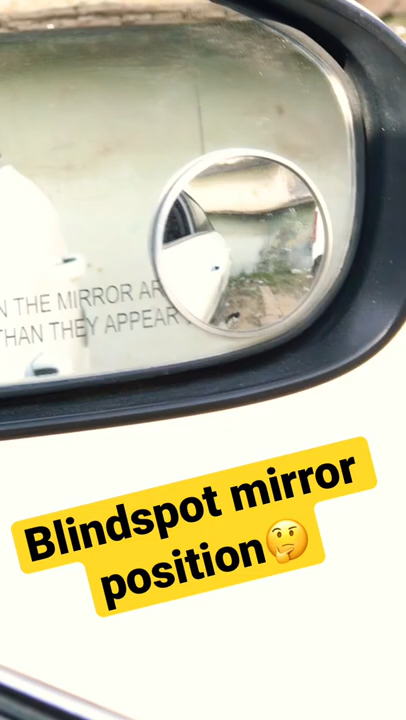 N THE MIRROR AR
THAN THEY APPEAR
Blindspot mirror
position🤔